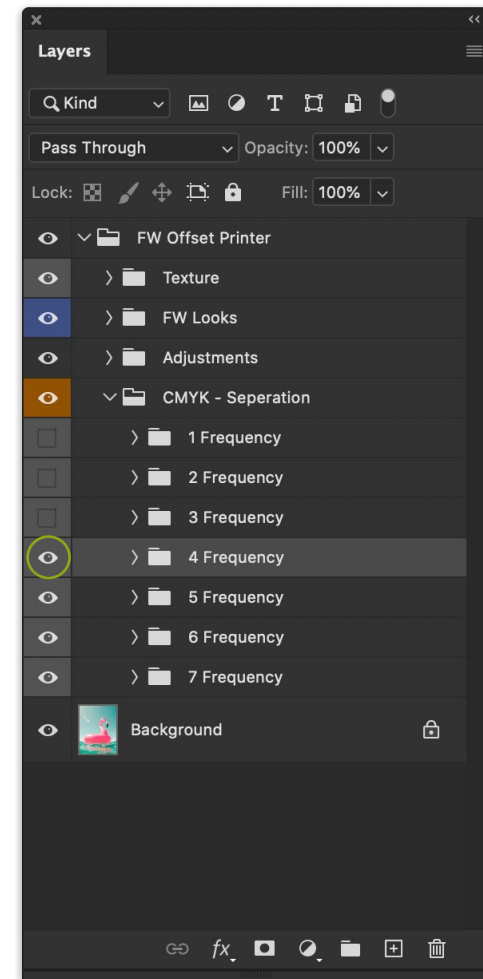 Layers
Kind
Pass Through Opacity: 100%
Lock: Fill: 100%
FW Offset Printer
Texture
FW Looks
Adjustments
CMYK - Seperation
1 Frequency
2 Frequency
3 Frequency
4 Frequency
5 Frequency
6 Frequency
7 Frequency
Background
fx